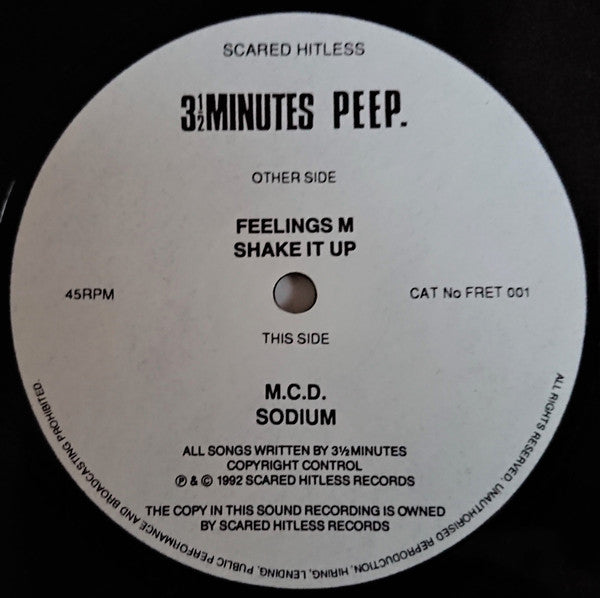 SCARED HITLESS
3½MINUTES PEEP.
OTHER SIDE
FEELINGS M
SHAKE IT UP
45RPM
CAT No FRET 001
THIS SIDE
M.C.D.
SODIUM
ALL SONGS WRITTEN BY 3½MINUTES
COPYRIGHT CONTROL
℗ & © 1992 SCARED HITLESS RECORDS
THE COPY IN THIS SOUND RECORDING IS OWNED
BY SCARED HITLESS RECORDS
ALL RIGHTS RESERVED. UNAUTHORISED REPRODUCTION, HIRING, LENDING, PUBLIC PERFORMANCE AND BROADCASTING PROHIBITED.